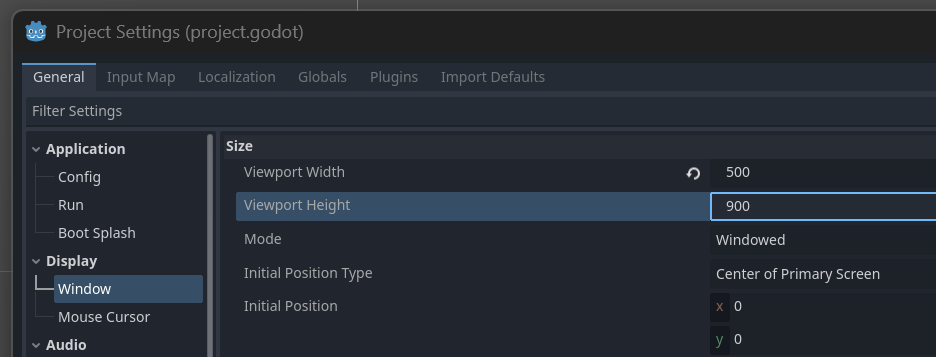 Project Settings (project.godot)
General Input Map Localization Globals Plugins Import Defaults
Filter Settings
Application
Config
Run
Boot Splash
Display
Window
Mouse Cursor
Audio
Size
Viewport Width 500
Viewport Height 900
Mode Windowed
Initial Position Type Center of Primary Screen
Initial Position x 0
y 0